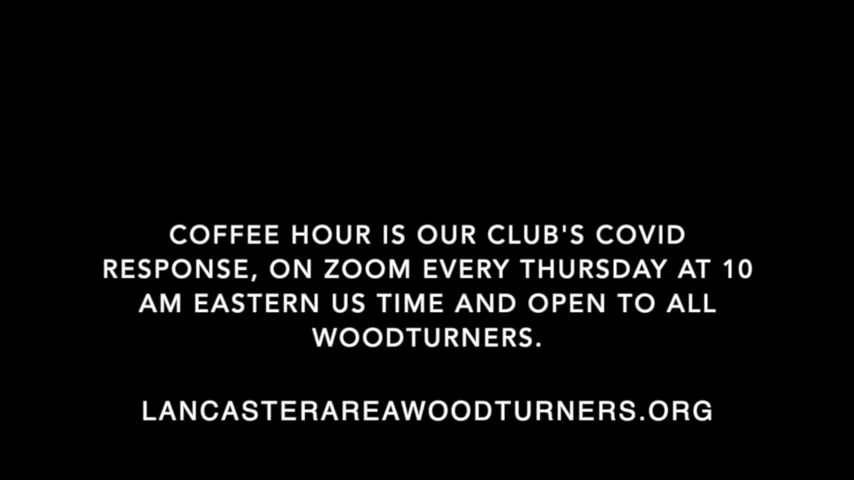 COFFEE HOUR IS OUR CLUB'S COVID
RESPONSE, ON ZOOM EVERY THURSDAY AT 10
AM EASTERN US TIME AND OPEN TO ALL
WOODTURNERS.
LANCASTERAREAWOODTURNERS.ORG